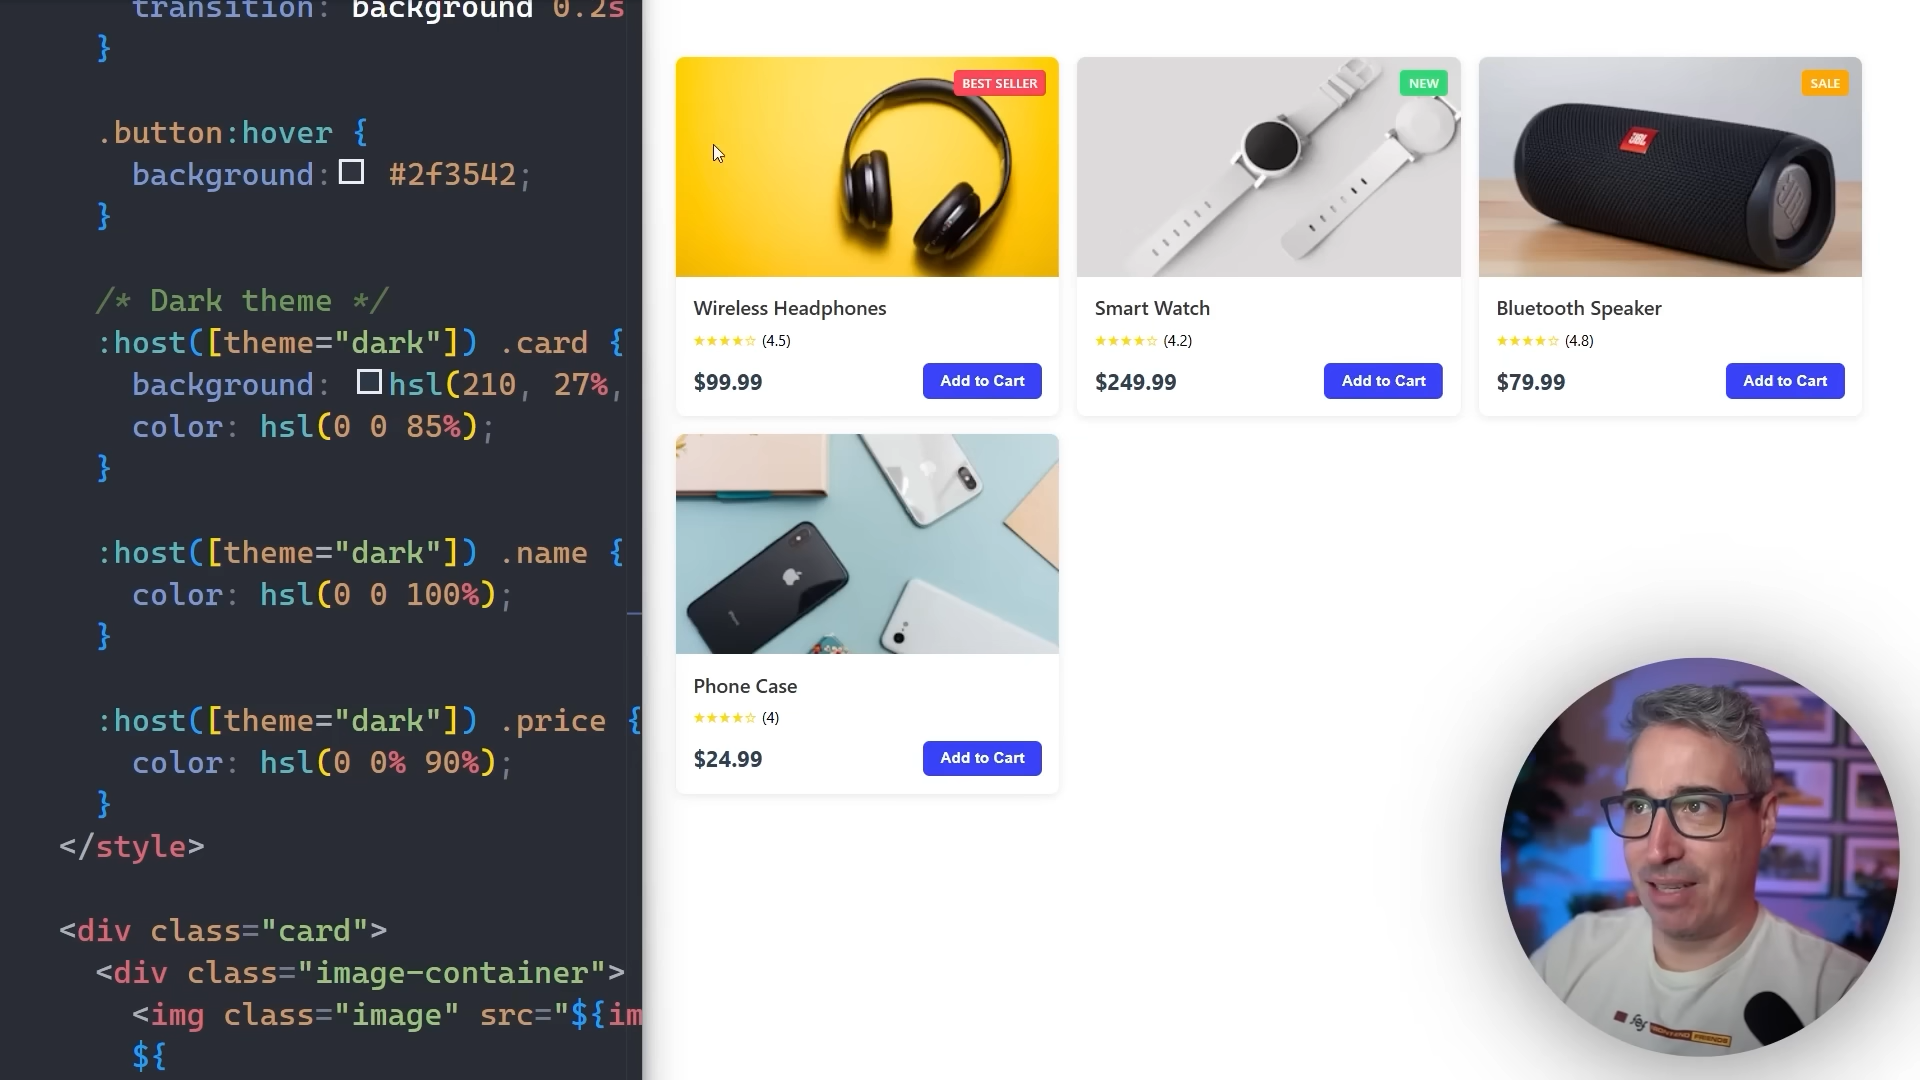 transition: background 0.2s
}
.button:hover {
background: #2f3542;
}
/* Dark theme */
:host([theme="dark"]) .card {
background: hsl(210, 27%,
color: hsl(0 0 85%);
}
:host([theme="dark"]) .name {
color: hsl(0 0 100%);
}
:host([theme="dark"]) .price {
color: hsl(0 0% 90%);
}
</style>
<div class="card">
<div class="image-container">
<img class="image" src="${im
${
BEST SELLER
Wireless Headphones
★★★★☆ (4.5)
$99.99
Add to Cart
NEW
Smart Watch
★★★★☆ (4.2)
$249.99
Add to Cart
SALE
JBL
JBL
Bluetooth Speaker
★★★★☆ (4.8)
$79.99
Add to Cart
Phone Case
★★★★☆ (4)
$24.99
Add to Cart
FRONTEND
FRIENDS